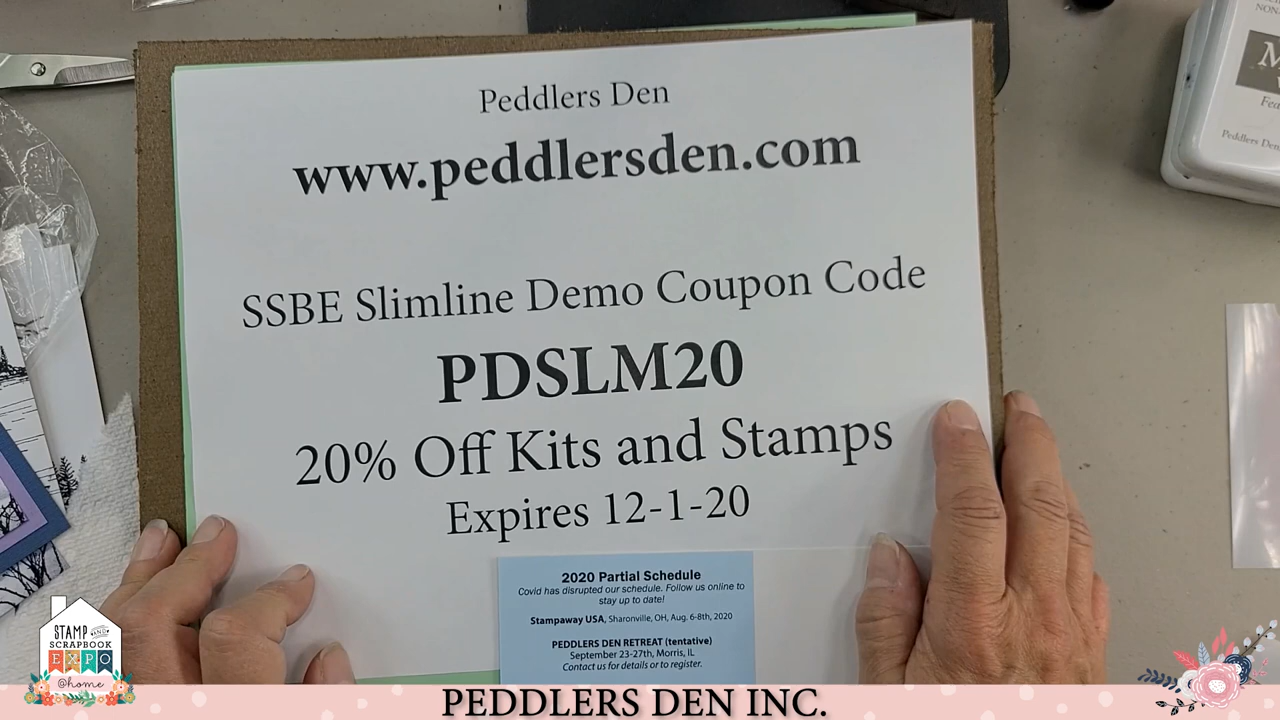 Peddlers Den
www.peddlersden.com
SSBE Slimline Demo Coupon Code
PDSLM20
20% Off Kits and Stamps
Expires 12-1-20
2020 Partial Schedule
Covid has disrupted our schedule. Follow us online to
stay up to date!
Stampaway USA, Sharonville, OH, Aug. 6-8th, 2020
PEDDLERS DEN RETREAT (tentative)
September 23-27th, Morris, IL
Contact us for details or to register.
Peddlers Den
STAMP AND
SCRAPBOOK
EXPO
@home
PEDDLERS DEN INC.